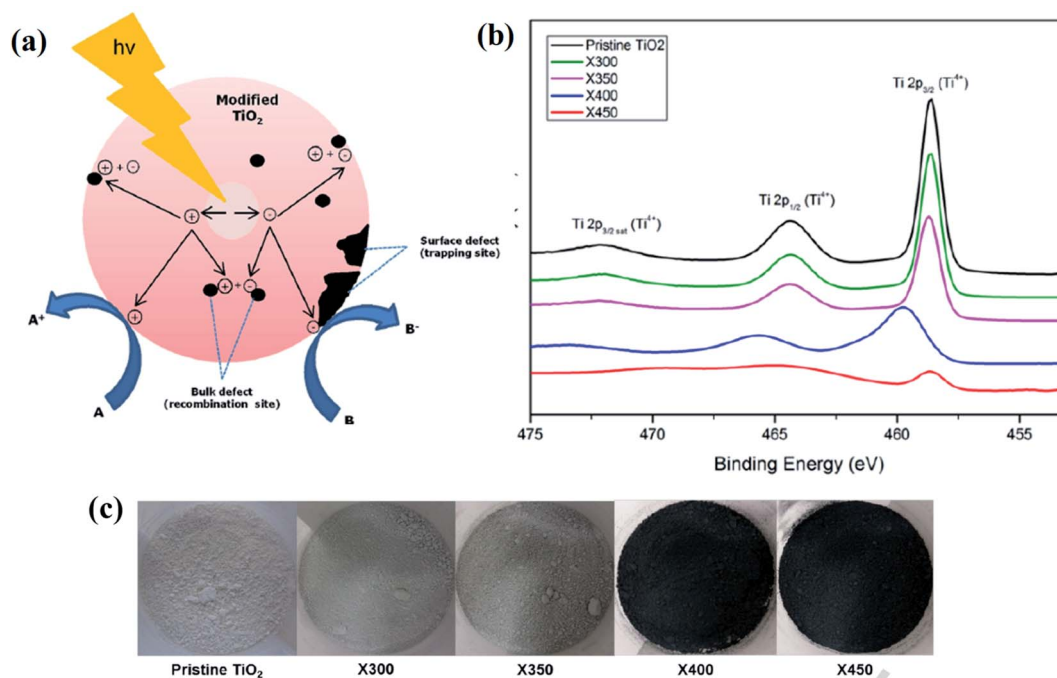 (a)
hν
Modified
TiO₂
⊕ + ⊖
⊕ + ⊖
⊕
⊖
⊕ + ⊖
Surface defect
(trapping site)
A⁺
⊕
⊖
B⁻
Bulk defect
(recombination site)
A
B
(b)
Pristine TiO2
X300
X350
X400
X450
Ti 2p3/2 (Ti⁴⁺)
Ti 2p1/2 (Ti⁴⁺)
Ti 2p3/2 sat (Ti⁴⁺)
475 470 465 460 455
Binding Energy (eV)
(c)
Pristine TiO₂ X300 X350 X400 X450